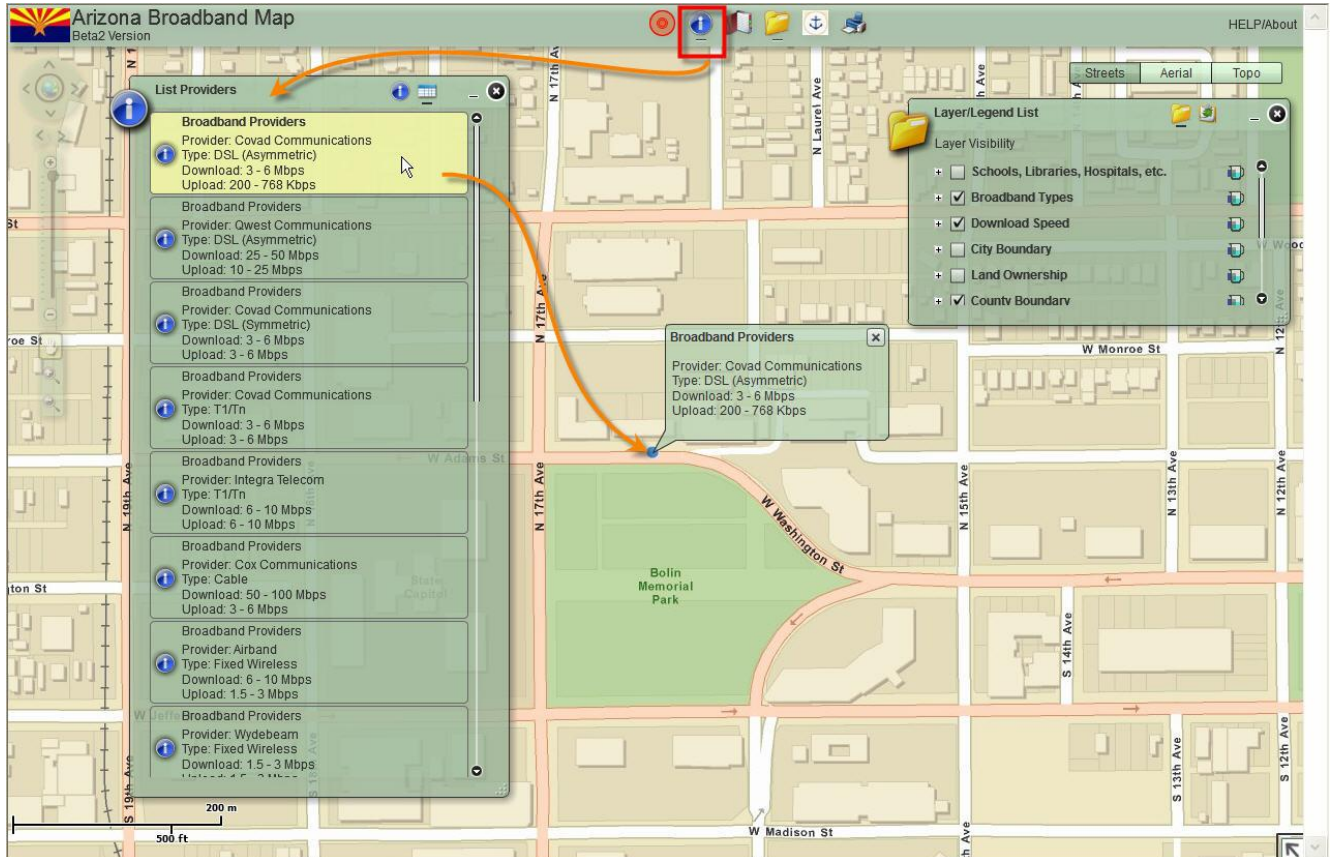 Arizona Broadband Map
Beta2 Version
HELP/About
Streets
Aerial
Topo
List Providers
Broadband Providers
Provider: Covad Communications
Type: DSL (Asymmetric)
Download: 3 - 6 Mbps
Upload: 200 - 768 Kbps
Broadband Providers
Provider: Qwest Communications
Type: DSL (Asymmetric)
Download: 25 - 50 Mbps
Upload: 10 - 25 Mbps
Broadband Providers
Provider: Covad Communications
Type: DSL (Symmetric)
Download: 3 - 6 Mbps
Upload: 3 - 6 Mbps
Broadband Providers
Provider: Covad Communications
Type: T1/Tn
Download: 3 - 6 Mbps
Upload: 3 - 6 Mbps
Broadband Providers
Provider: Integra Telecom
Type: T1/Tn
Download: 6 - 10 Mbps
Upload: 6 - 10 Mbps
Broadband Providers
Provider: Cox Communications
Type: Cable
Download: 50 - 100 Mbps
Upload: 3 - 6 Mbps
Broadband Providers
Provider: Airband
Type: Fixed Wireless
Download: 6 - 10 Mbps
Upload: 1.5 - 3 Mbps
Broadband Providers
Provider: Wydebeam
Type: Fixed Wireless
Download: 1.5 - 3 Mbps
Layer/Legend List
Layer Visibility
Schools, Libraries, Hospitals, etc.
Broadband Types
Download Speed
City Boundary
Land Ownership
County Boundary
Broadband Providers
Provider: Covad Communications
Type: DSL (Asymmetric)
Download: 3 - 6 Mbps
Upload: 200 - 768 Kbps
N 17th Ave
N Laurel Ave
W Monroe St
N 17th Ave
W Adams St
N 19th Ave
N 17th Ave
N 15th Ave
N 13th Ave
N 12th Ave
W Washington St
Bolin
Memorial
Park
State
Capitol
ton St
S 14th Ave
S 13th Ave
S 12th Ave
S 19th Ave
W Madison St
200 m
500 ft